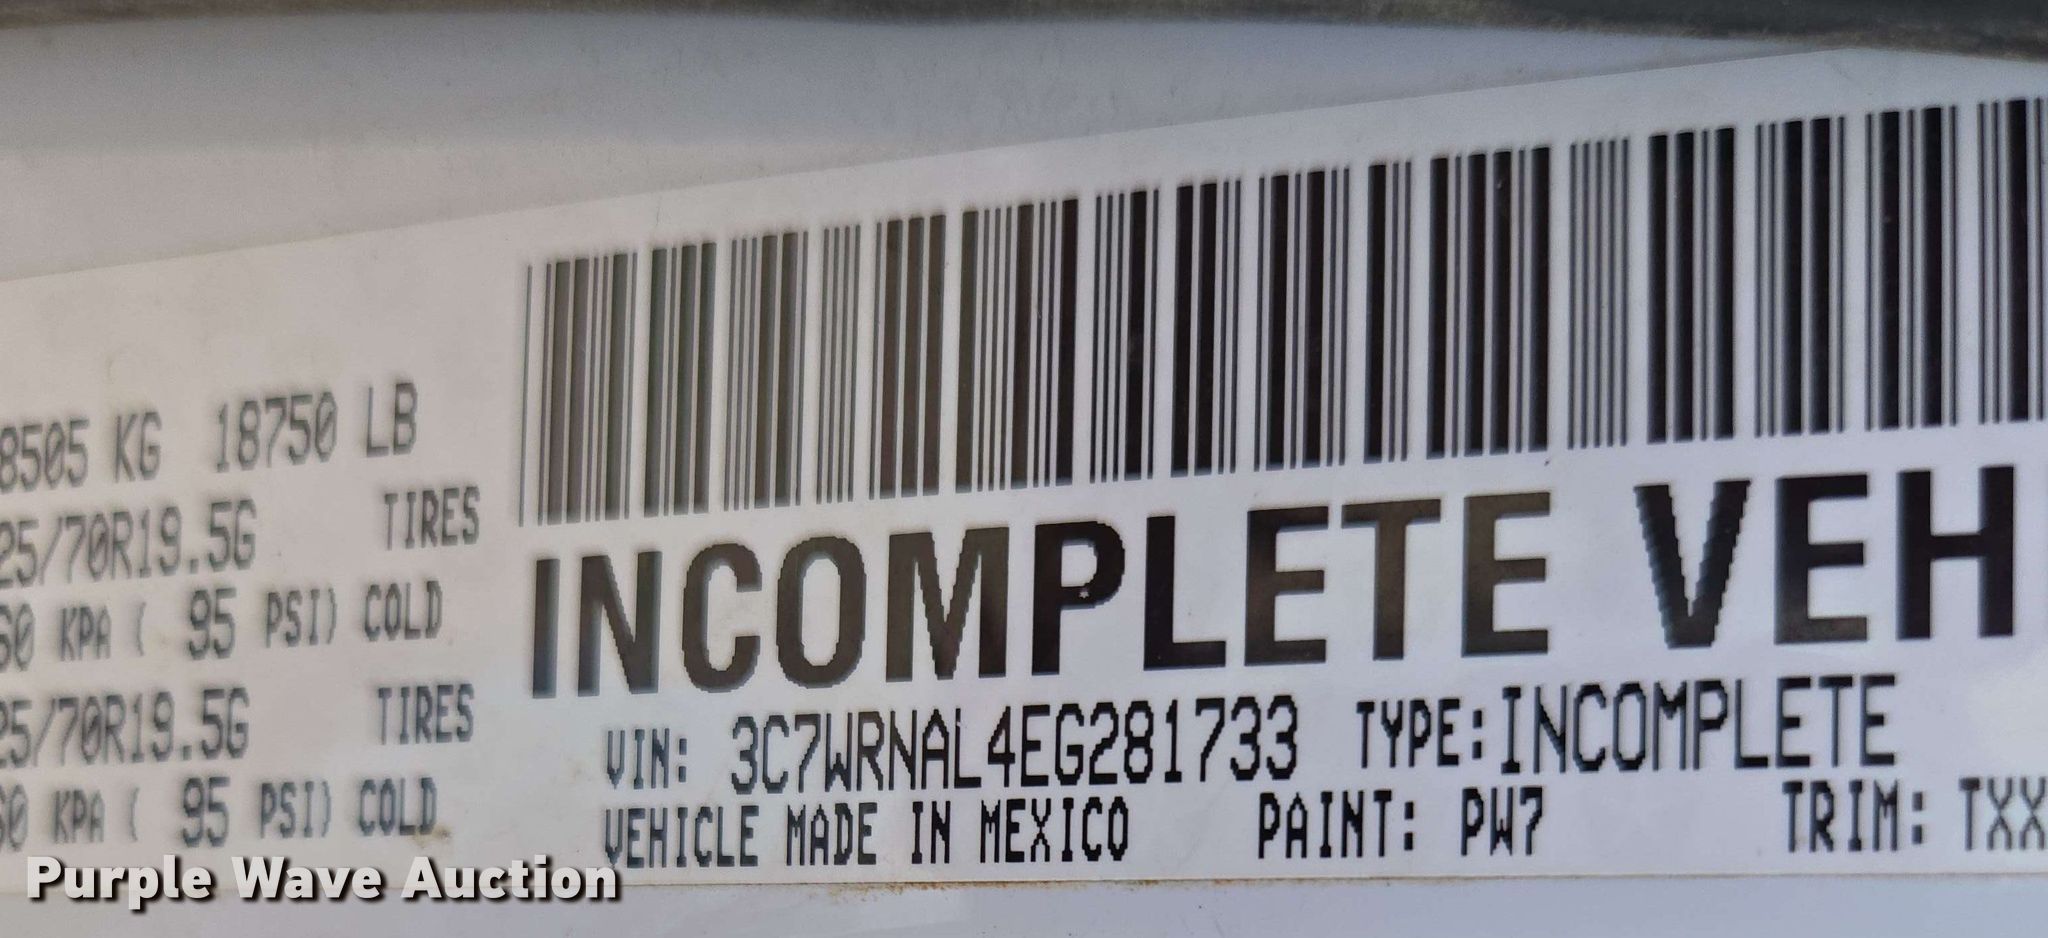 8505 KG 18750 LB
25/70R19.5G TIRES
60 KPA ( 95 PSI) COLD
25/70R19.5G TIRES
60 KPA ( 95 PSI) COLD
INCOMPLETE VEH
VIN: 3C7WRNAL4EG281733 TYPE:INCOMPLETE
VEHICLE MADE IN MEXICO PAINT: PW7 TRIM: TXX
Purple Wave Auction